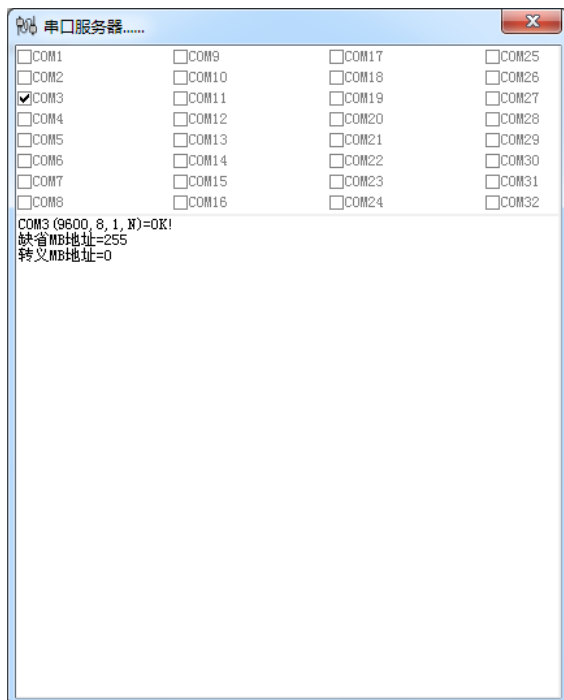 串口服务器......
COM1 COM9 COM17 COM25
COM2 COM10 COM18 COM26
COM3 COM11 COM19 COM27
COM4 COM12 COM20 COM28
COM5 COM13 COM21 COM29
COM6 COM14 COM22 COM30
COM7 COM15 COM23 COM31
COM8 COM16 COM24 COM32
COM3(9600,8,1,N)=OK!
缺省MB地址=255
转义MB地址=0